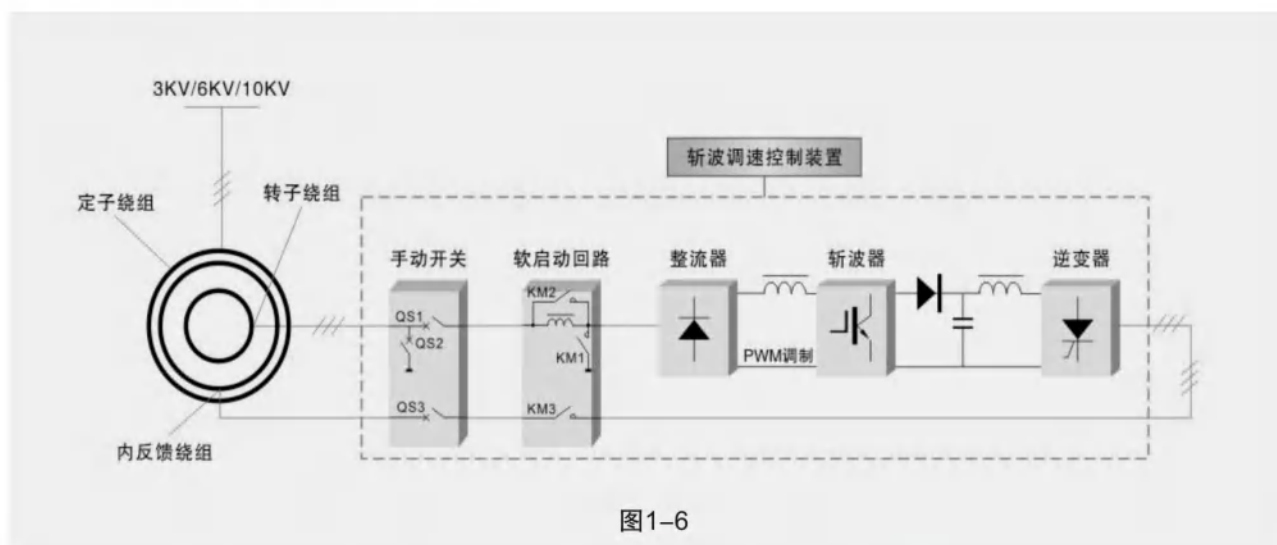 3KV/6KV/10KV
斩波调速控制装置
定子绕组
转子绕组
手动开关
软启动回路
整流器
斩波器
逆变器
KM2
QS1
QS2
KM1
PWM调制
QS3
KM3
内反馈绕组
图1–6